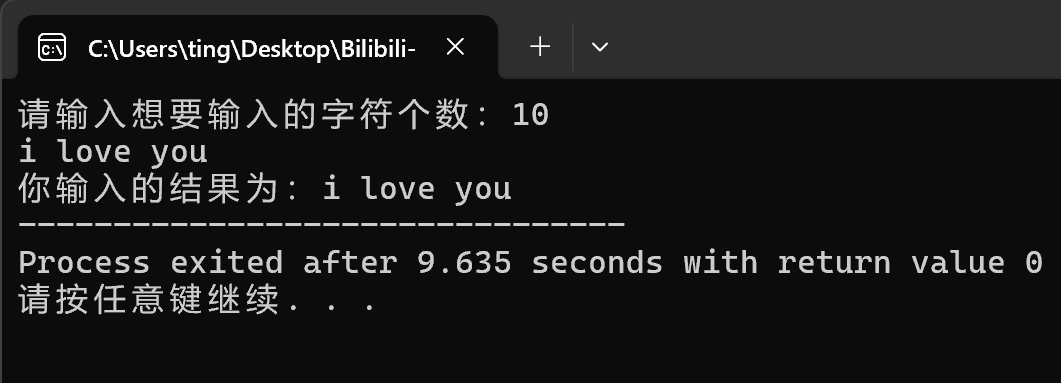 C:\Users\ting\Desktop\Bilibili-
请输入想要输入的字符个数：10
i love you
你输入的结果为：i love you
--------------------------------
Process exited after 9.635 seconds with return value 0
请按任意键继续. . .